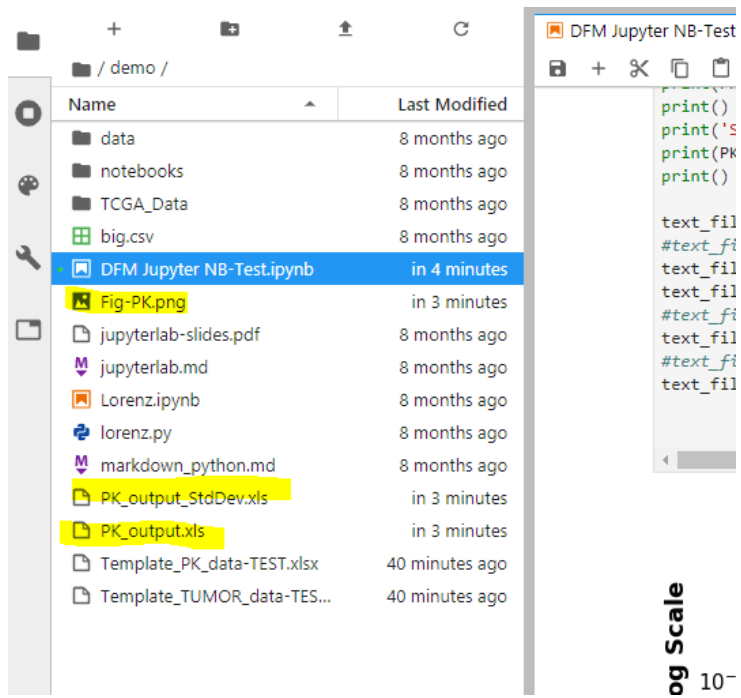 DFM Jupyter NB-Test
/ demo /
Name Last Modified
data 8 months ago
notebooks 8 months ago
TCGA_Data 8 months ago
big.csv 8 months ago
DFM Jupyter NB-Test.ipynb in 4 minutes
Fig-PK.png in 3 minutes
jupyterlab-slides.pdf 8 months ago
jupyterlab.md 8 months ago
Lorenz.ipynb 8 months ago
lorenz.py 8 months ago
markdown_python.md 8 months ago
PK_output_StdDev.xls in 3 minutes
PK_output.xls in 3 minutes
Template_PK_data-TEST.xlsx 40 minutes ago
Template_TUMOR_data-TES... 40 minutes ago
print()
print('S
print(PK
print()
text_fil
#text_fi
text_fil
text_fil
#text_fi
text_fil
#text_fi
text_fil
og Scale
10⁻